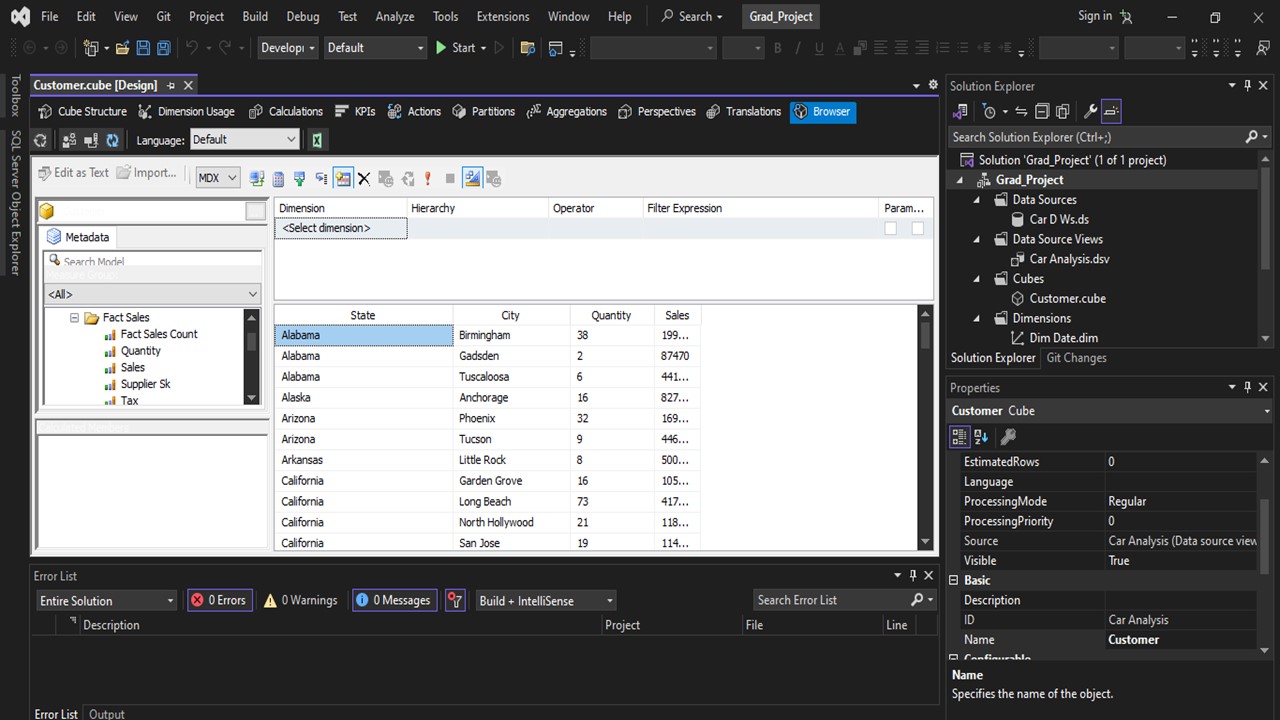 File Edit View Git Project Build Debug Test Analyze Tools Extensions Window Help Search Grad_Project Sign in
Developi Default Start
Toolbox
SQL Server Object Explorer
Customer.cube [Design]
Cube Structure Dimension Usage Calculations KPIs Actions Partitions Aggregations Perspectives Translations Browser
Language: Default
Edit as Text Import... MDX
Metadata
Search Model
<All>
Fact Sales
Fact Sales Count
Quantity
Sales
Supplier Sk
Tax
Dimension Hierarchy Operator Filter Expression Param...
<Select dimension>
State City Quantity Sales
Alabama Birmingham 38 199...
Alabama Gadsden 2 87470
Alabama Tuscaloosa 6 441...
Alaska Anchorage 16 827...
Arizona Phoenix 32 169...
Arizona Tucson 9 446...
Arkansas Little Rock 8 500...
California Garden Grove 16 105...
California Long Beach 73 417...
California North Hollywood 21 118...
California San Jose 19 114...
Error List
Entire Solution 0 Errors 0 Warnings 0 Messages Build + IntelliSense Search Error List
Description Project File Line
Error List Output
Solution Explorer
Search Solution Explorer (Ctrl+;)
Solution 'Grad_Project' (1 of 1 project)
Grad_Project
Data Sources
Car D Ws.ds
Data Source Views
Car Analysis.dsv
Cubes
Customer.cube
Dimensions
Dim Date.dim
Solution Explorer Git Changes
Properties
Customer Cube
EstimatedRows 0
Language
ProcessingMode Regular
ProcessingPriority 0
Source Car Analysis (Data source view
Visible True
Basic
Description
ID Car Analysis
Name Customer
Configurable
Name
Specifies the name of the object.